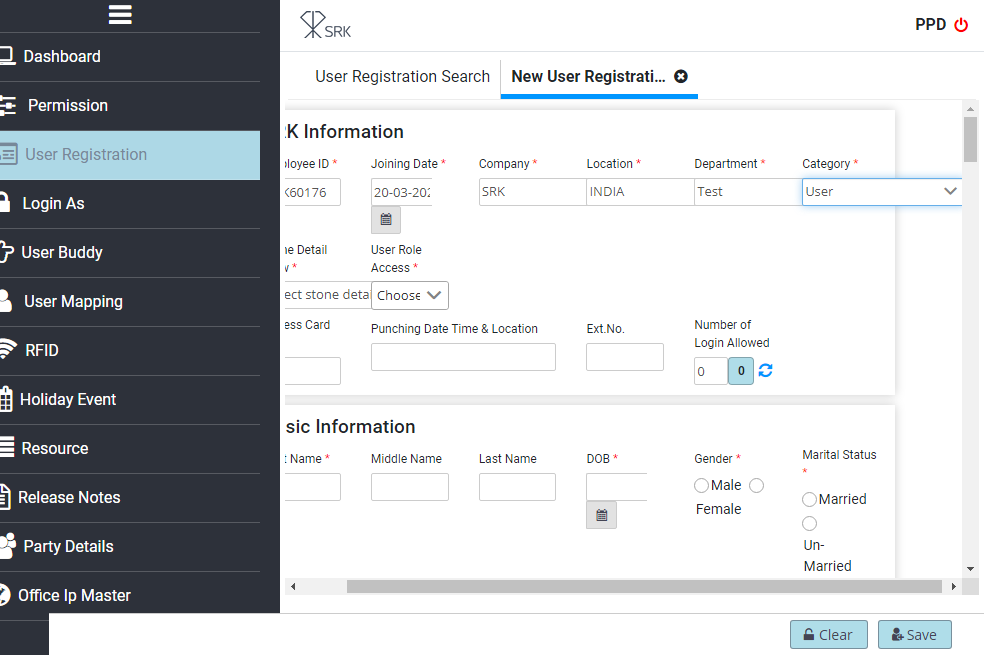 SRK
PPD
Dashboard
Permission
User Registration
Login As
User Buddy
User Mapping
RFID
Holiday Event
Resource
Release Notes
Party Details
Office Ip Master
User Registration Search
New User Registrati...
K Information
loyee ID *
Joining Date *
Company *
Location *
Department *
Category *
K60176
20-03-202
SRK
INDIA
Test
User
ne Detail
w *
User Role
Access *
ect stone detai
Choose
ess Card
Punching Date Time & Location
Ext.No.
Number of
Login Allowed
0
0
sic Information
t Name *
Middle Name
Last Name
DOB *
Gender *
Marital Status
*
Male
Female
Married
Un-
Married
Clear
Save